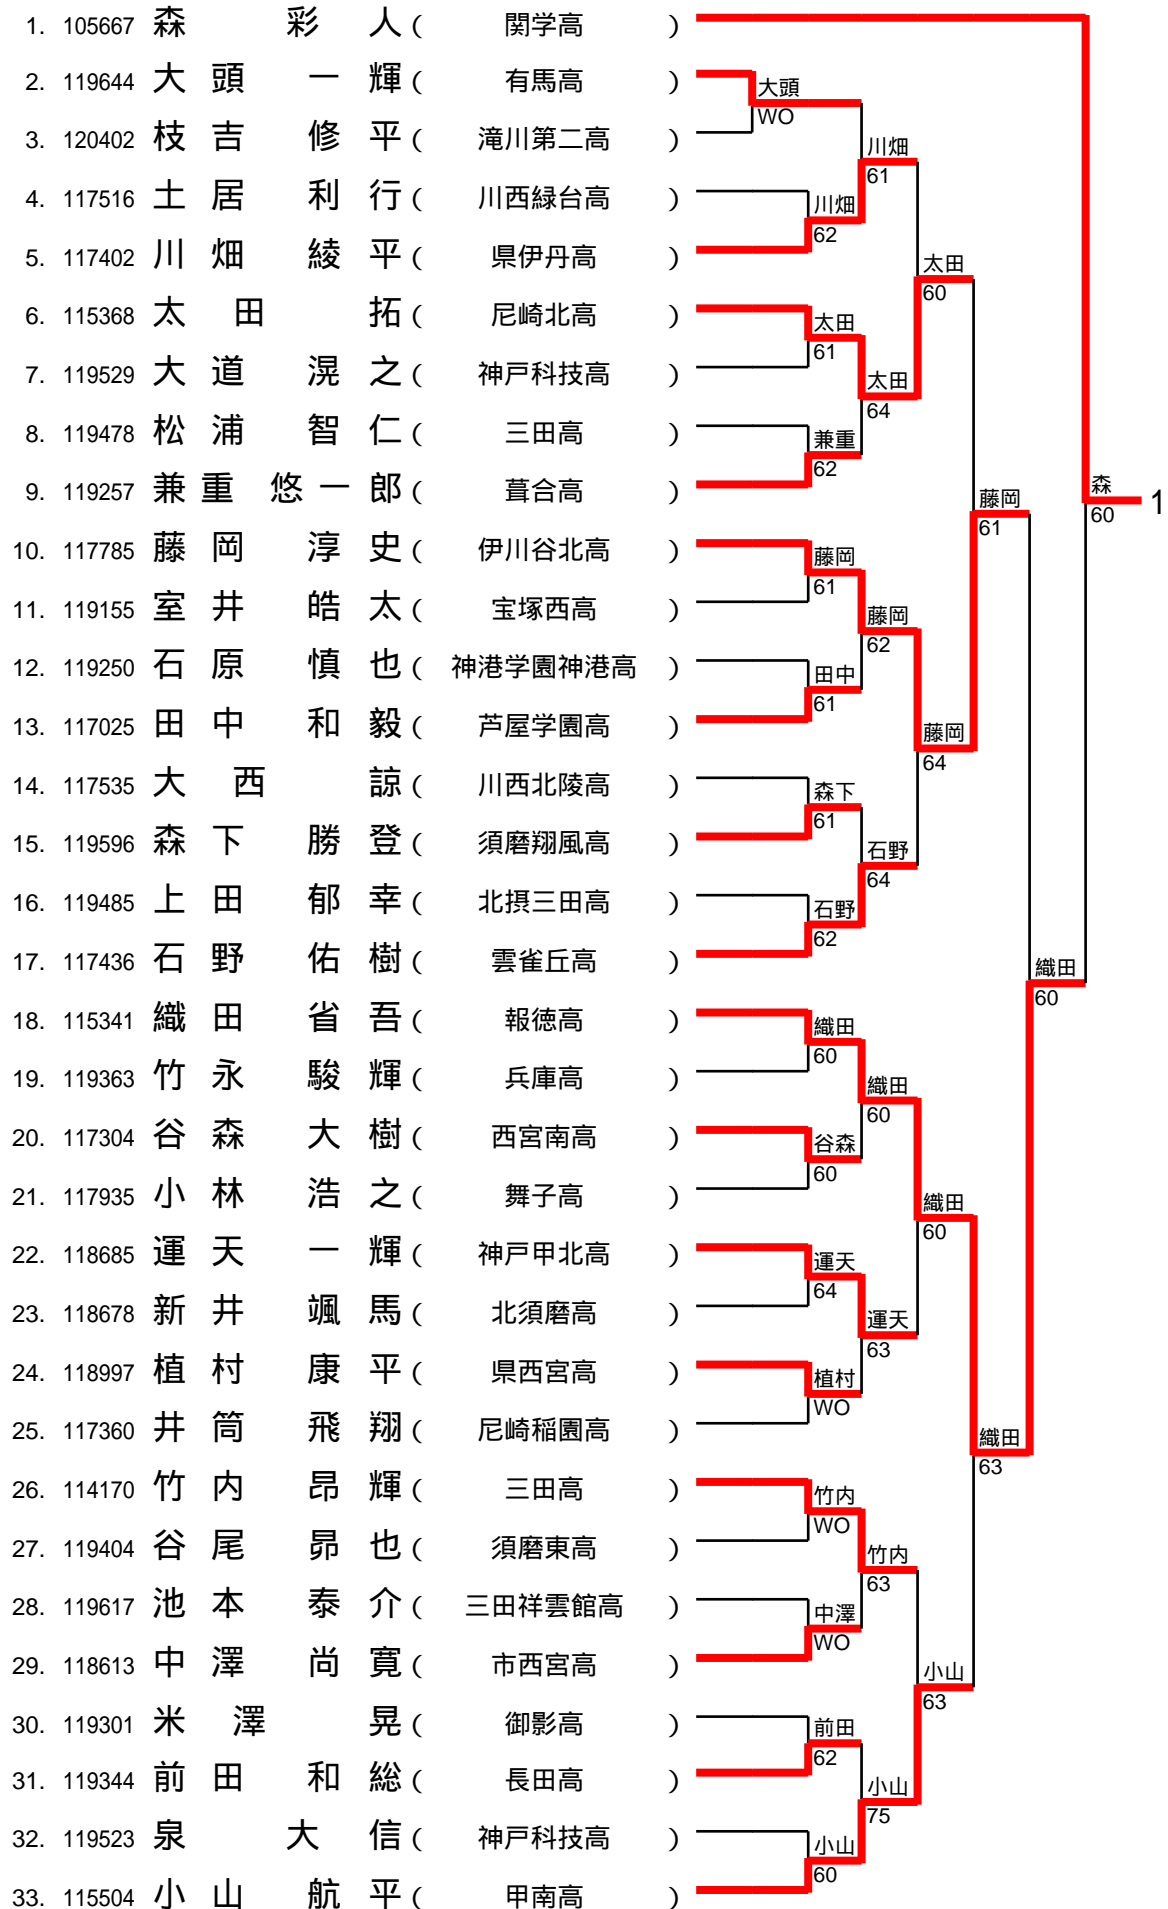 1. 105667 森 彩 人 ( 関学高 )
2. 119644 大 頭 一 輝 ( 有馬高 )
大頭
WO
3. 120402 枝 吉 修 平 ( 滝川第二高 )
川畑
61
4. 117516 土 居 利 行 ( 川西緑台高 )
川畑
62
5. 117402 川 畑 綾 平 ( 県伊丹高 )
太田
60
6. 115368 太 田 拓 ( 尼崎北高 )
太田
61
7. 119529 大 道 滉 之 ( 神戸科技高 )
太田
64
8. 119478 松 浦 智 仁 ( 三田高 )
兼重
62
9. 119257 兼 重 悠 一 郎 ( 葺合高 )
藤岡
61
森
60
1
10. 117785 藤 岡 淳 史 ( 伊川谷北高 )
藤岡
61
11. 119155 室 井 皓 太 ( 宝塚西高 )
藤岡
62
12. 119250 石 原 慎 也 ( 神港学園神港高 )
田中
61
13. 117025 田 中 和 毅 ( 芦屋学園高 )
藤岡
64
14. 117535 大 西 諒 ( 川西北陵高 )
森下
61
15. 119596 森 下 勝 登 ( 須磨翔風高 )
石野
64
16. 119485 上 田 郁 幸 ( 北摂三田高 )
石野
62
17. 117436 石 野 佑 樹 ( 雲雀丘高 )
織田
60
18. 115341 織 田 省 吾 ( 報徳高 )
織田
60
19. 119363 竹 永 駿 輝 ( 兵庫高 )
織田
60
20. 117304 谷 森 大 樹 ( 西宮南高 )
谷森
60
21. 117935 小 林 浩 之 ( 舞子高 )
織田
60
22. 118685 運 天 一 輝 ( 神戸甲北高 )
運天
64
23. 118678 新 井 颯 馬 ( 北須磨高 )
運天
63
24. 118997 植 村 康 平 ( 県西宮高 )
植村
WO
25. 117360 井 筒 飛 翔 ( 尼崎稲園高 )
織田
63
26. 114170 竹 内 昂 輝 ( 三田高 )
竹内
WO
27. 119404 谷 尾 昴 也 ( 須磨東高 )
竹内
63
28. 119617 池 本 泰 介 ( 三田祥雲館高 )
中澤
WO
29. 118613 中 澤 尚 寛 ( 市西宮高 )
小山
63
30. 119301 米 澤 晃 ( 御影高 )
前田
62
31. 119344 前 田 和 総 ( 長田高 )
小山
75
32. 119523 泉 大 信 ( 神戸科技高 )
小山
60
33. 115504 小 山 航 平 ( 甲南高 )